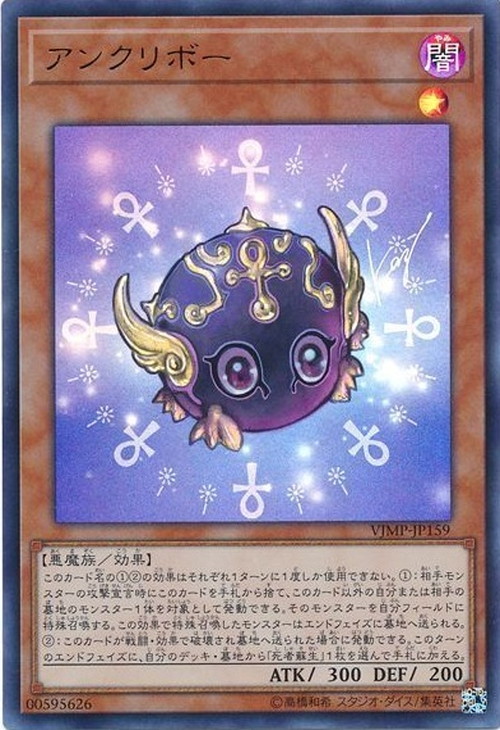 アンクリボー
闇
VJMP-JP159
【悪魔族/効果】
このカード名の①②の効果はそれぞれ1ターンに1度しか使用できない。①:相手モン
スターの攻撃宣言時にこのカードを手札から捨て、このカード以外の自分または相手の
墓地のモンスター1体を対象として発動できる。そのモンスターを自分フィールドに
特殊召喚する。この効果で特殊召喚したモンスターはエンドフェイズに墓地へ送られる。
②:このカードが戦闘・効果で破壊され墓地へ送られた場合に発動できる。このターン
のエンドフェイズに、自分のデッキ・墓地から「死者蘇生」1枚を選んで手札に加える。
ATK/ 300 DEF/ 200
00595626
©高橋和希 スタジオ・ダイス/集英社